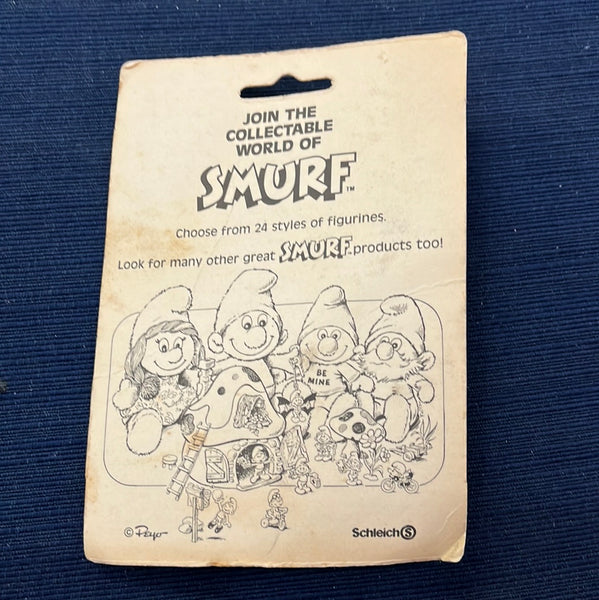 JOIN THE
COLLECTABLE
WORLD OF
SMURF™
Choose from 24 styles of figurines.
Look for many other great SMURF™ products too!
BE
MINE
© Peyo
Schleich S